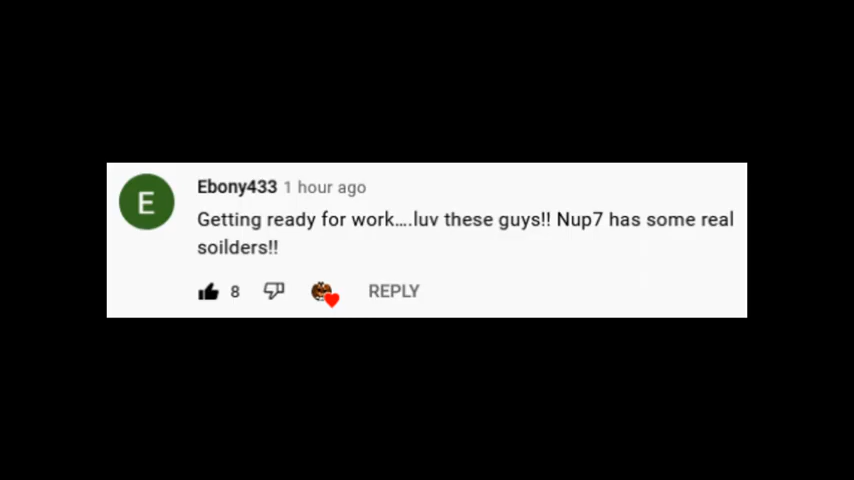 E
Ebony433 1 hour ago
Getting ready for work....luv these guys!! Nup7 has some real
soilders!!
8 REPLY